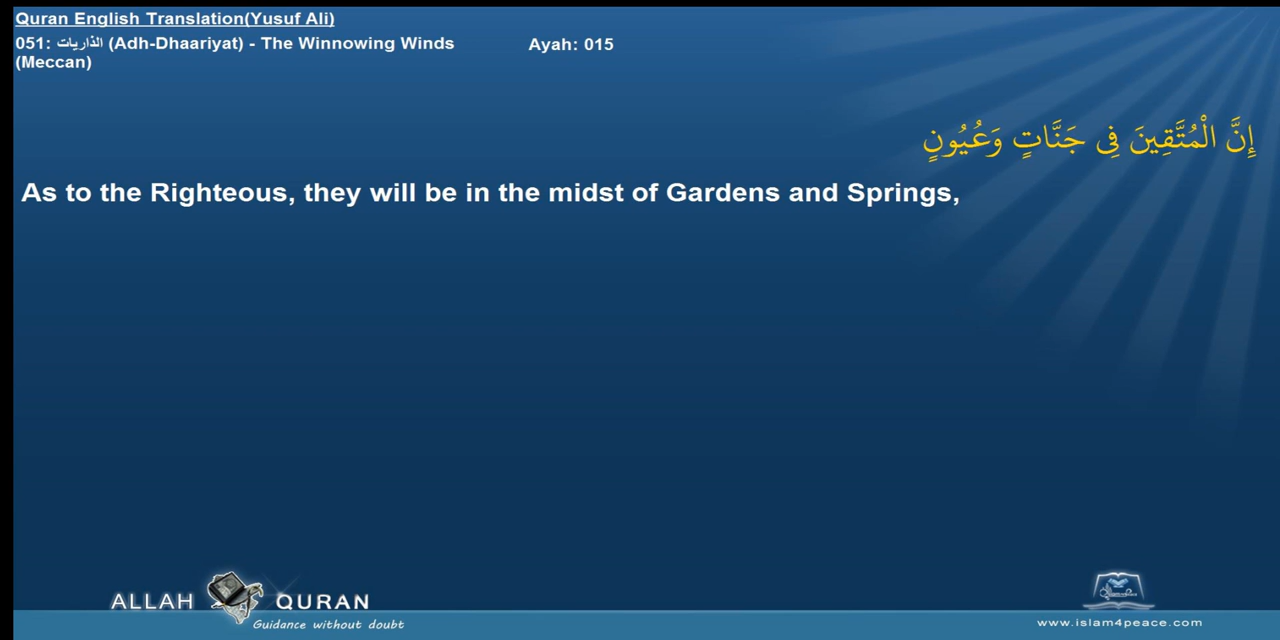 Quran English Translation(Yusuf Ali)
051: الذاريات (Adh-Dhaariyat) - The Winnowing Winds (Meccan)
Ayah: 015
إِنَّ الْمُتَّقِينَ فِى جَنَّاتٍ وَعُيُونٍ
As to the Righteous, they will be in the midst of Gardens and Springs,
ALLAH QURAN
Guidance without doubt
www.islam4peace.com